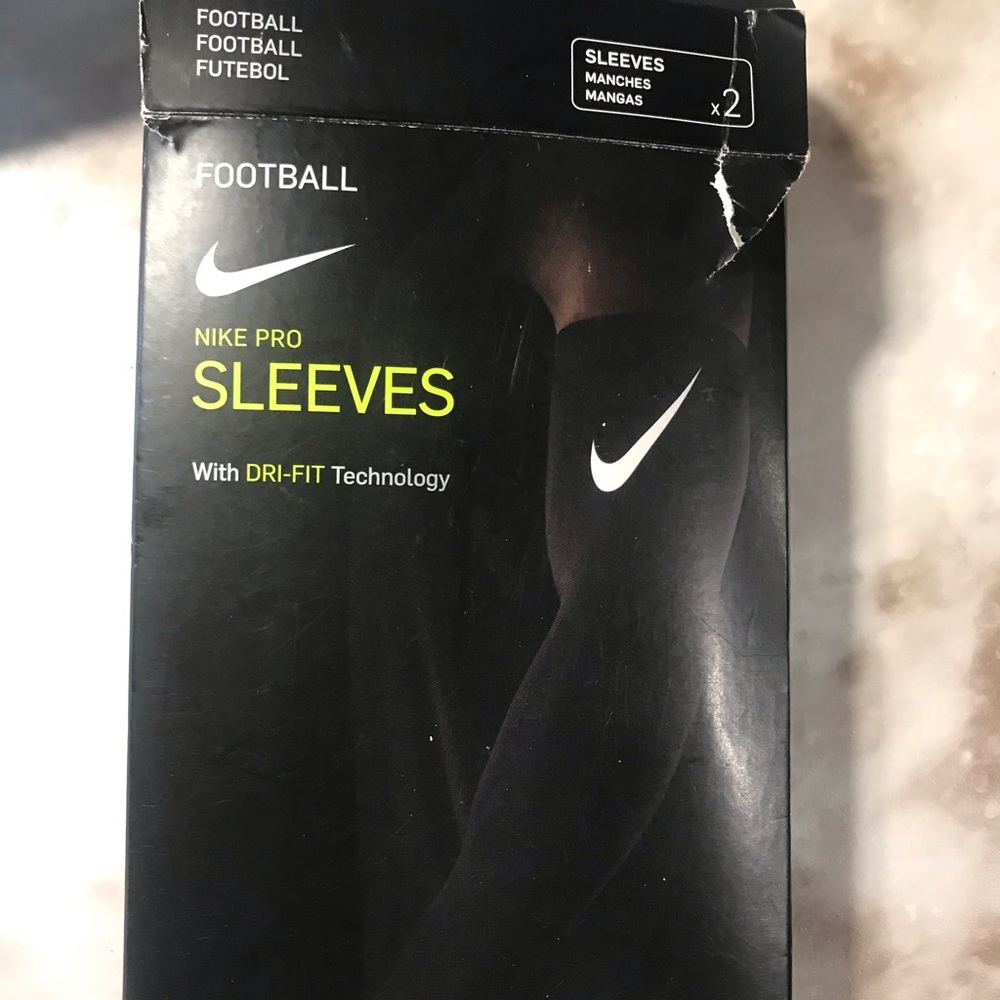 FOOTBALL
FOOTBALL
FUTEBOL
SLEEVES
MANCHES
MANGAS
x2
FOOTBALL
NIKE PRO
SLEEVES
With DRI-FIT Technology